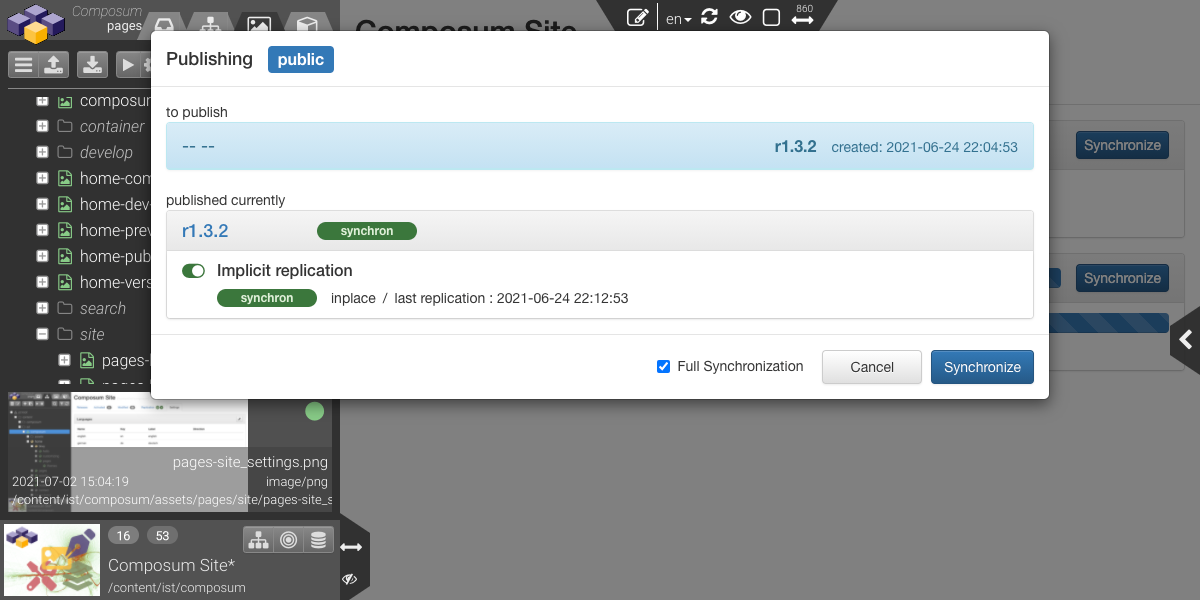 Composum
pages
Composum Site
en
860
Publishing public
to publish
-- -- r1.3.2 created: 2021-06-24 22:04:53
published currently
r1.3.2 synchron
Implicit replication
synchron inplace / last replication : 2021-06-24 22:12:53
Full Synchronization Cancel Synchronize
Synchronize
Synchronize
composum
container
develop
home-com
home-dev-
home-prev
home-pub
home-vers
search
site
pages-
Composum Site
pages-site_settings.png
2021-07-02 15:04:19 image/png
/content/ist/composum/assets/pages/site/pages-site_s
16 53
Composum Site*
/content/ist/composum